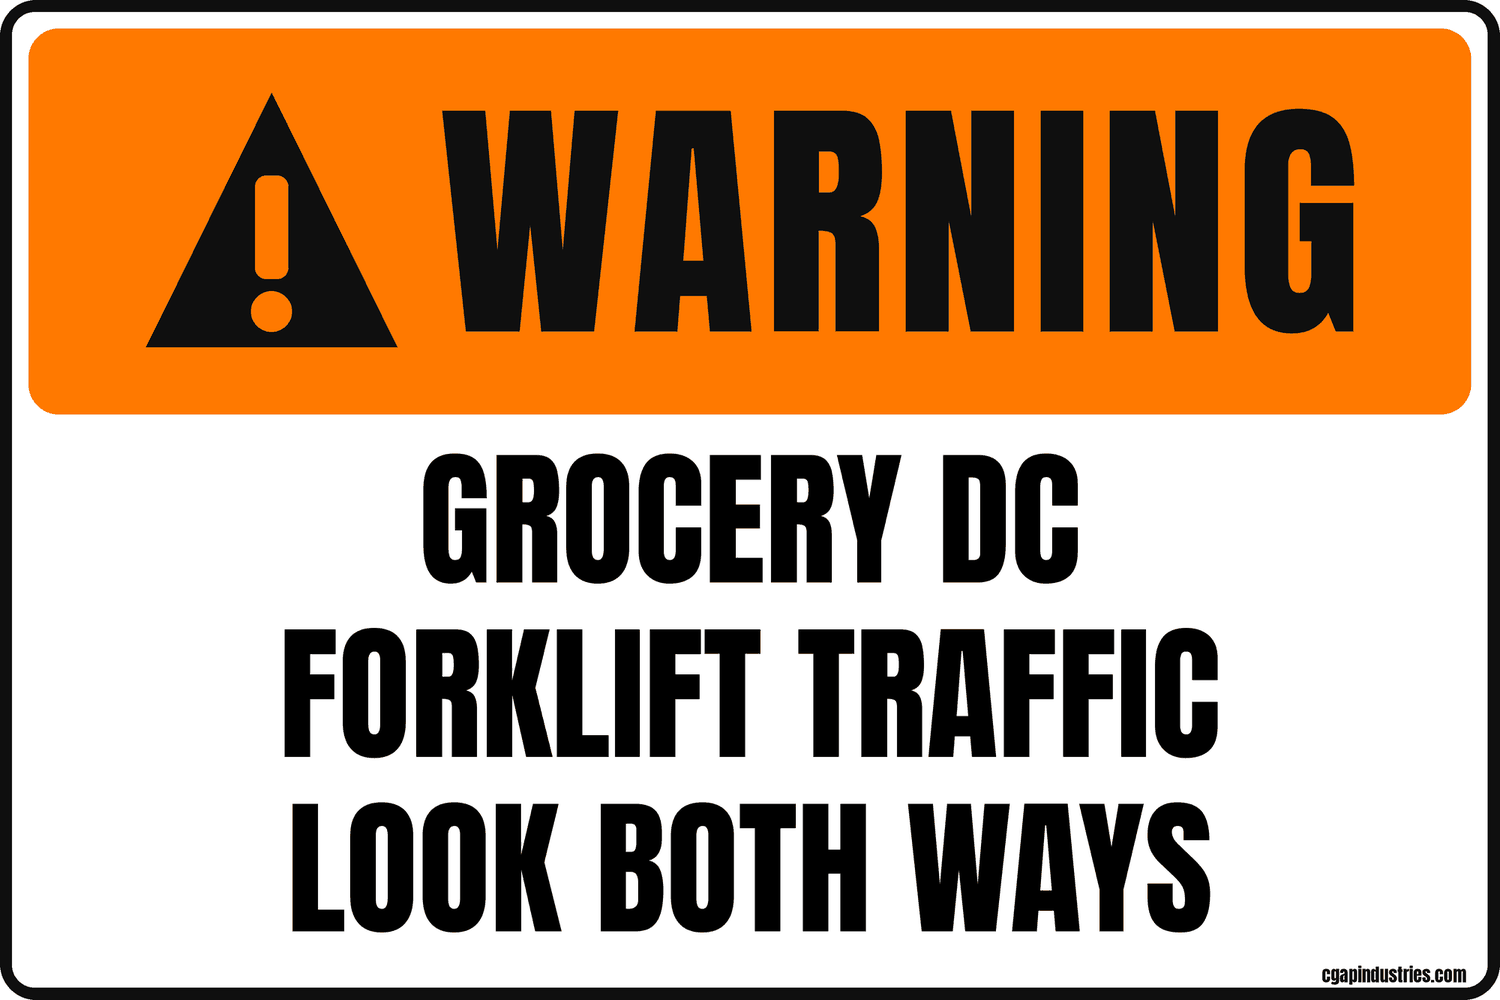 WARNING
GROCERY DC
FORKLIFT TRAFFIC
LOOK BOTH WAYS
cgapindustries.com